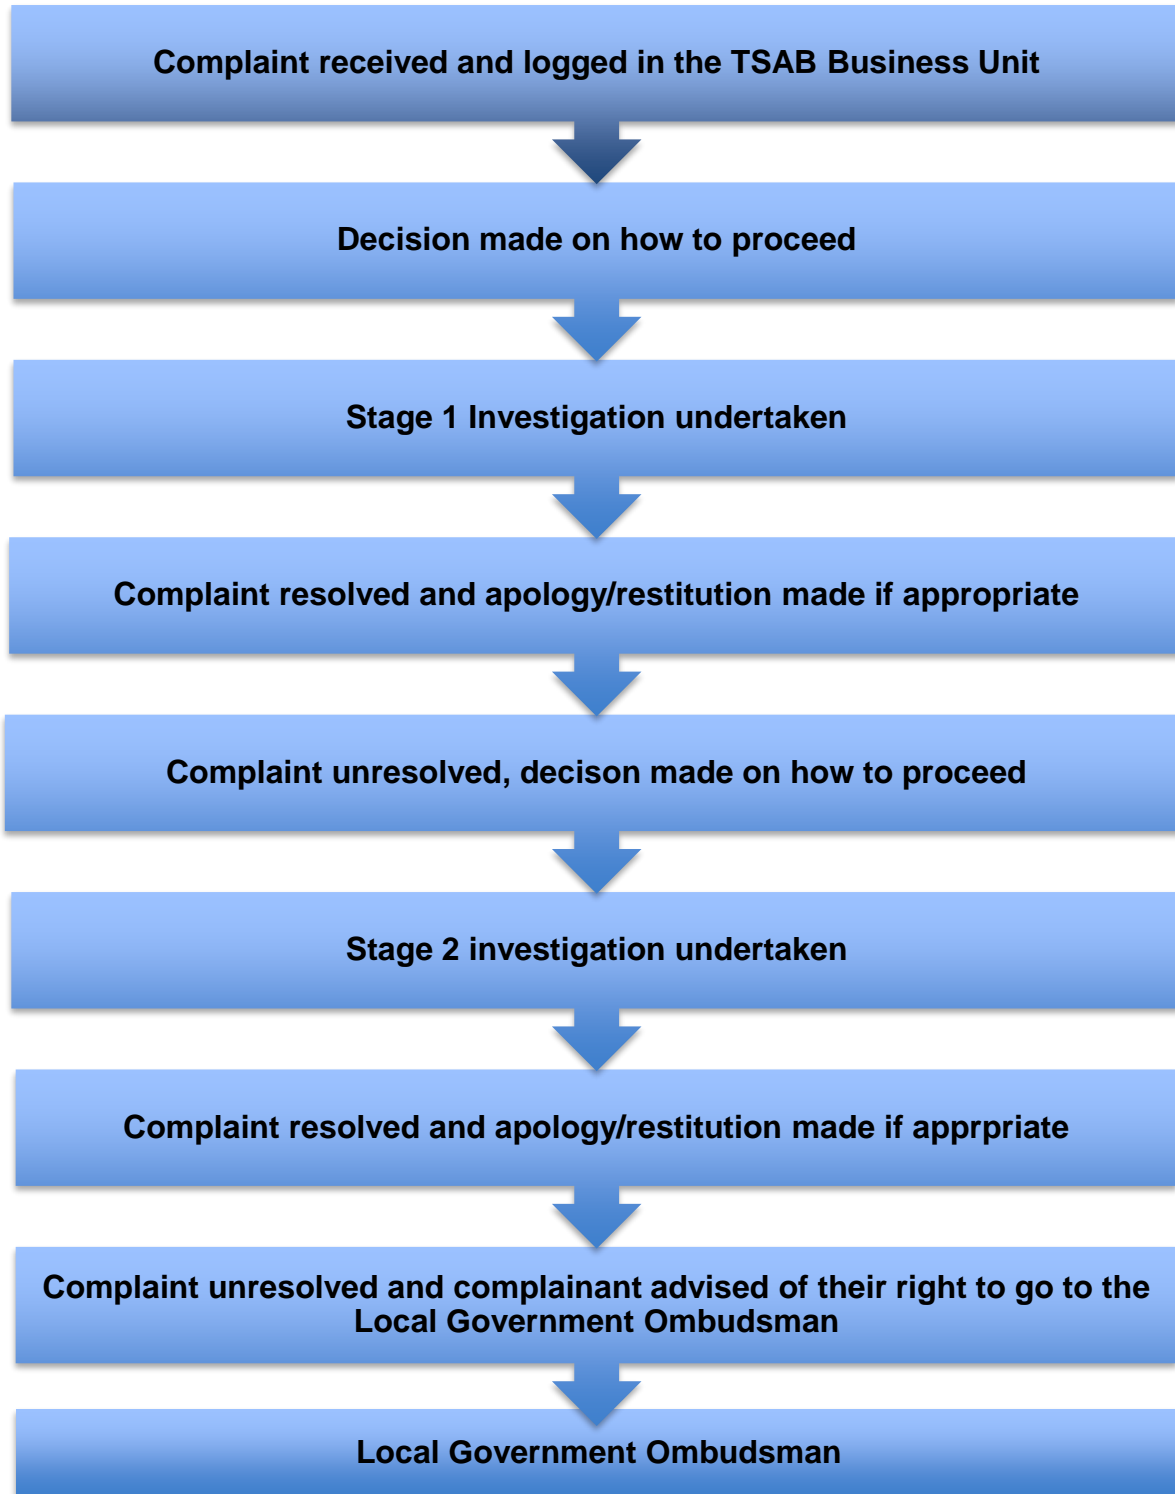 Complaint received and logged in the TSAB Business Unit
Decision made on how to proceed
Stage 1 Investigation undertaken
Complaint resolved and apology/restitution made if appropriate
Complaint unresolved, decison made on how to proceed
Stage 2 investigation undertaken
Complaint resolved and apology/restitution made if apprpriate
Complaint unresolved and complainant advised of their right to go to the
Local Government Ombudsman
Local Government Ombudsman